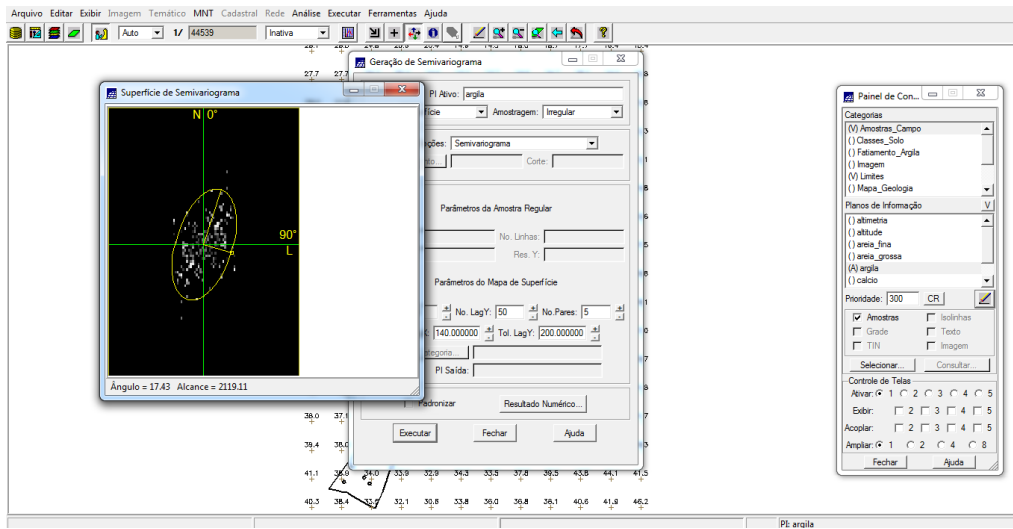 Arquivo Editar Exibir Imagem Temático MNT Cadastral Rede Análise Executar Ferramentas Ajuda
Auto 1/ 44539 Inativa
27.7 27.7
Superfície de Semivariograma
N 0°
90°
L
Ângulo = 17.43 Alcance = 2119.11
Geração de Semivariograma
PI Ativo: argila
Amostragem: Irregular
Semivariograma
Corte:
Parâmetros da Amostra Regular
No. Linhas:
Res. Y:
Parâmetros do Mapa de Superfície
No. LagY: 50 No.Pares: 5
140.000000 Tol. LagY: 200.000000
PI Saída:
Padronizar Resultado Numérico...
Executar Fechar Ajuda
38.0 37.1
39.4 38.0
41.1 35.9 34.0 33.9 32.9 34.3 33.5 37.8 39.5 43.8 44.1 41.5
40.3 38.4 32.1 30.8 33.8 36.0 36.8 38.1 40.6 41.9 46.2
Painel de Con...
Categorias
(V) Amostras_Campo
( ) Classes_Solo
( ) Fatiamento_Argila
( ) Imagem
(V) Limites
( ) Mapa_Geologia
Planos de Informação V
( ) altimetria
( ) altitude
( ) areia_fina
( ) areia_grossa
(A) argila
( ) calcio
Prioridade: 300 CR
Amostras Isolinhas
Grade Texto
TIN Imagem
Selecionar... Consultar...
Controle de Telas
Ativar: 1 2 3 4 5
Exibir: 2 3 4 5
Acoplar: 2 3 4 5
Ampliar: 1 2 4 8
Fechar Ajuda
PI: argila